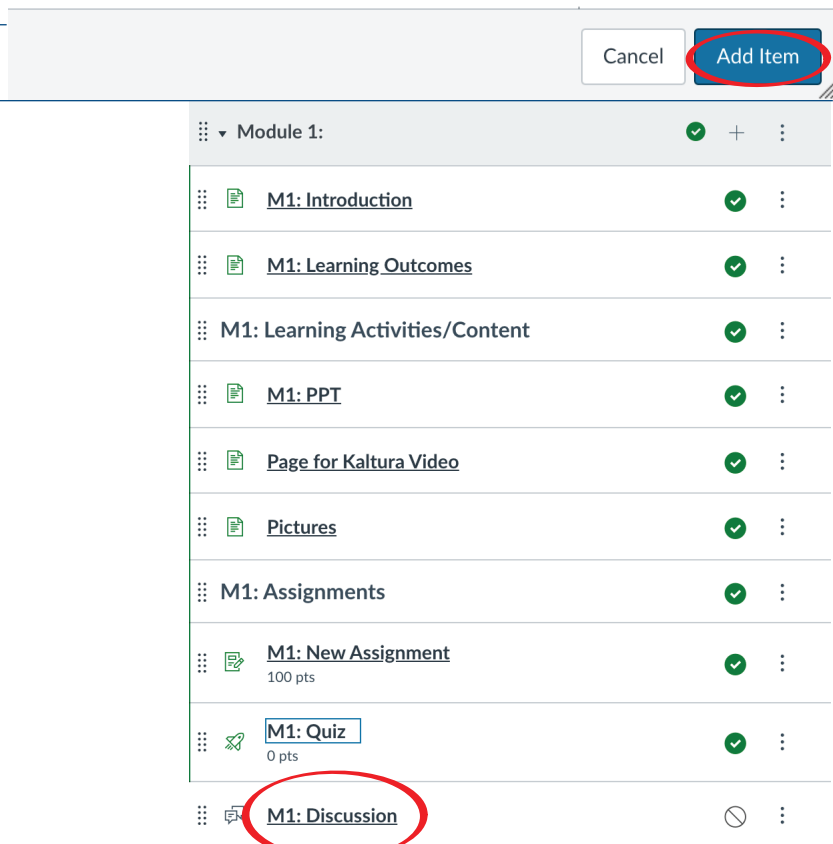 Cancel Add Item
Module 1:
M1: Introduction
M1: Learning Outcomes
M1: Learning Activities/Content
M1: PPT
Page for Kaltura Video
Pictures
M1: Assignments
M1: New Assignment
100 pts
M1: Quiz
0 pts
M1: Discussion